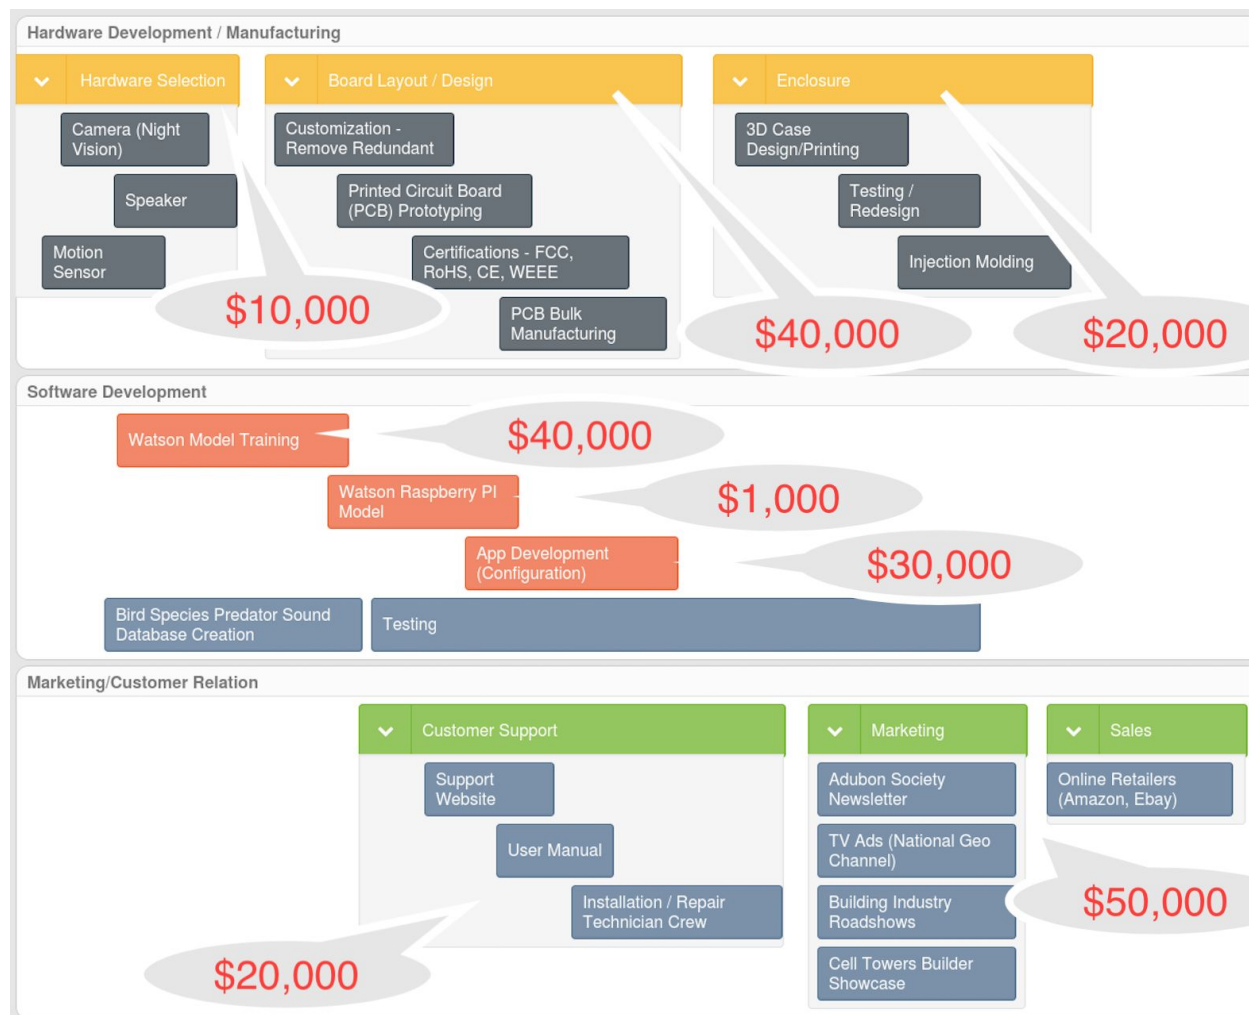 Hardware Development / Manufacturing
Hardware Selection
Board Layout / Design
Enclosure
Camera (Night
Vision)
Speaker
Motion
Sensor
$10,000
Customization -
Remove Redundant
Printed Circuit Board
(PCB) Prototyping
Certifications - FCC,
RoHS, CE, WEEE
PCB Bulk
Manufacturing
$40,000
3D Case
Design/Printing
Testing /
Redesign
Injection Molding
$20,000
Software Development
Watson Model Training
$40,000
Watson Raspberry PI
Model
$1,000
App Development
(Configuration)
$30,000
Bird Species Predator Sound
Database Creation
Testing
Marketing/Customer Relation
Customer Support
Marketing
Sales
Support
Website
User Manual
Installation / Repair
Technician Crew
$20,000
Adubon Society
Newsletter
TV Ads (National Geo
Channel)
Building Industry
Roadshows
Cell Towers Builder
Showcase
Online Retailers
(Amazon, Ebay)
$50,000